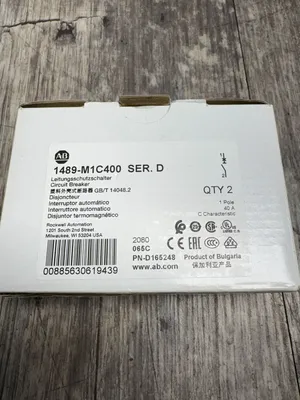 AB
1489-M1C400 SER. D
Leitungsschutzschalter
Circuit Breaker
塑料外壳式断路器 GB/T 14048.2
Disjoncteur
Interruptor automático
Interruttore automatico
Disjuntor termomagnético
Rockwell Automation
1201 South 2nd Street
Milwaukee, WI 53204 USA
QTY 2
1 Pole
40 A
C Characteristic
2080
065C
PN-D165248
www.ab.com
Product of Bulgaria
保加利亚产品
00885630619439